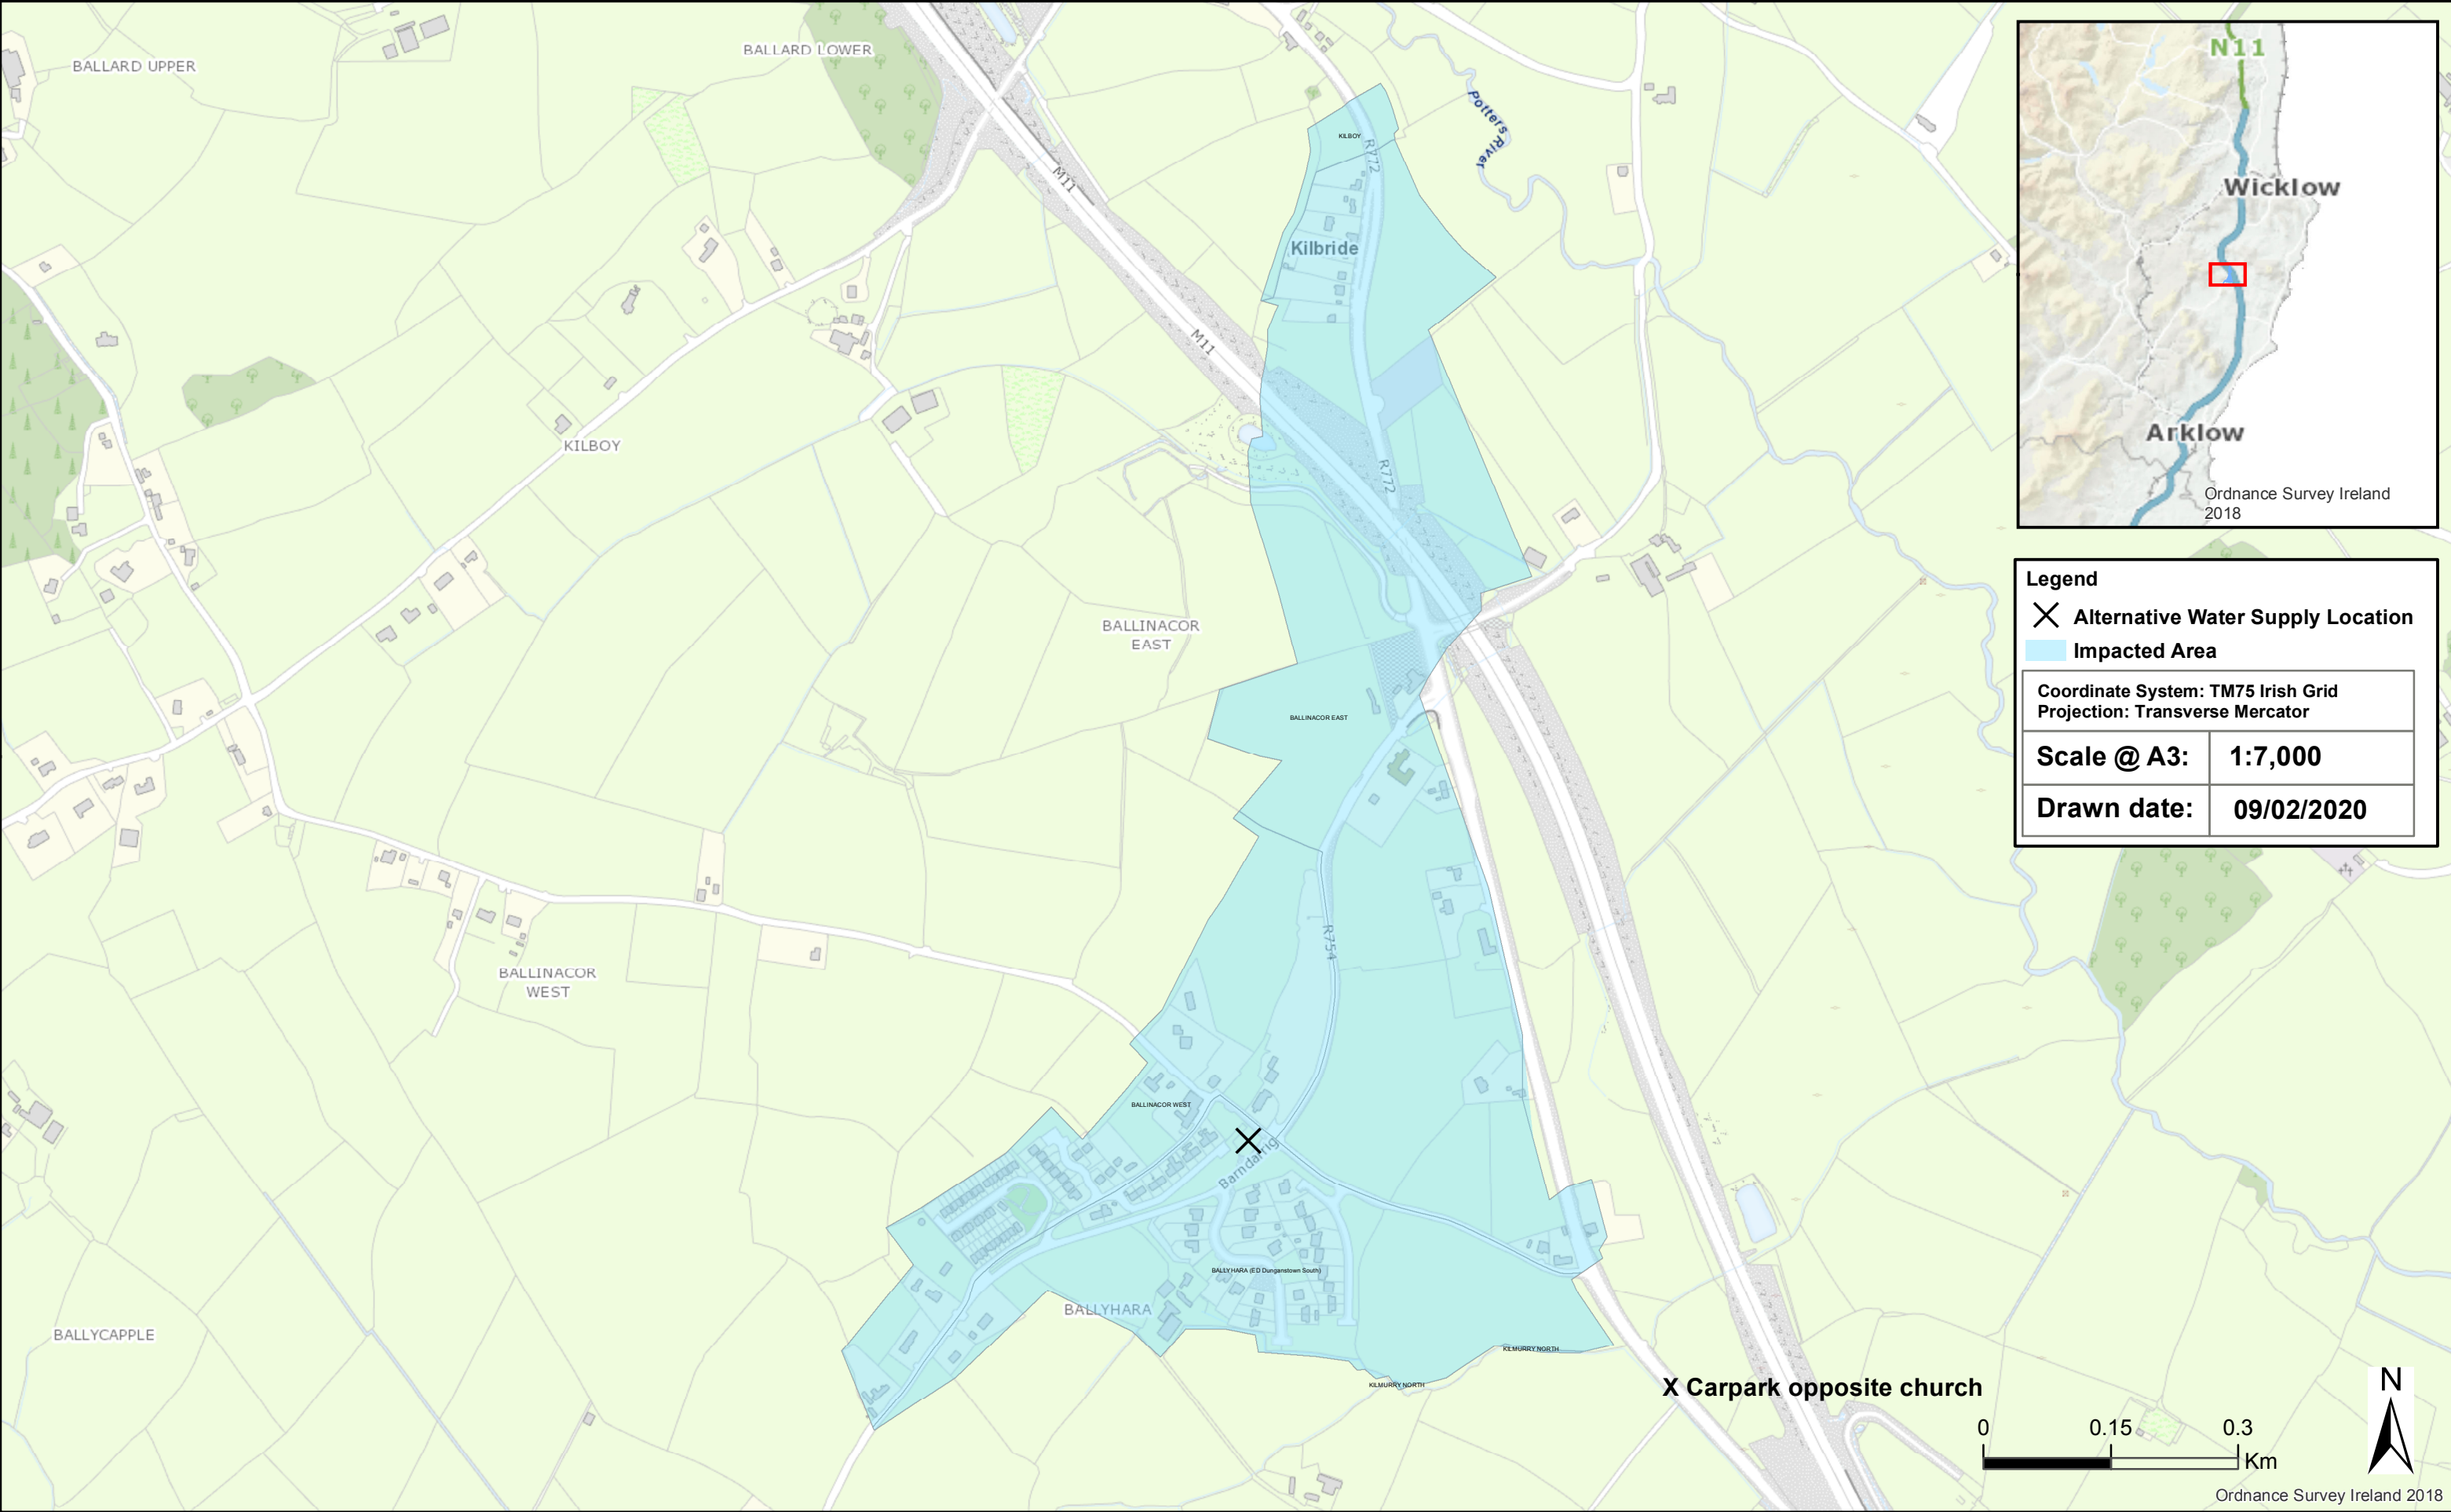 BALLARD UPPER
BALLARD LOWER
M11
M11
KILBOY
R772
Kilbride
Potters
River
KILBOY
R772
BALLINACOR
EAST
BALLINACOR EAST
R754
BALLINACOR
WEST
BALLINACOR WEST
Barndarrig
BALLYHARA (ED Dunganstown South)
BALLYHARA
BALLYCAPPLE
KILMURRY NORTH
KILMURRY NORTH
N11
Wicklow
Arklow
Ordnance Survey Ireland
2018
Legend
Alternative Water Supply Location
Impacted Area
Coordinate System: TM75 Irish Grid
Projection: Transverse Mercator
Scale @ A3: 1:7,000
Drawn date: 09/02/2020
X Carpark opposite church
0 0.15 0.3
Km
N
Ordnance Survey Ireland 2018